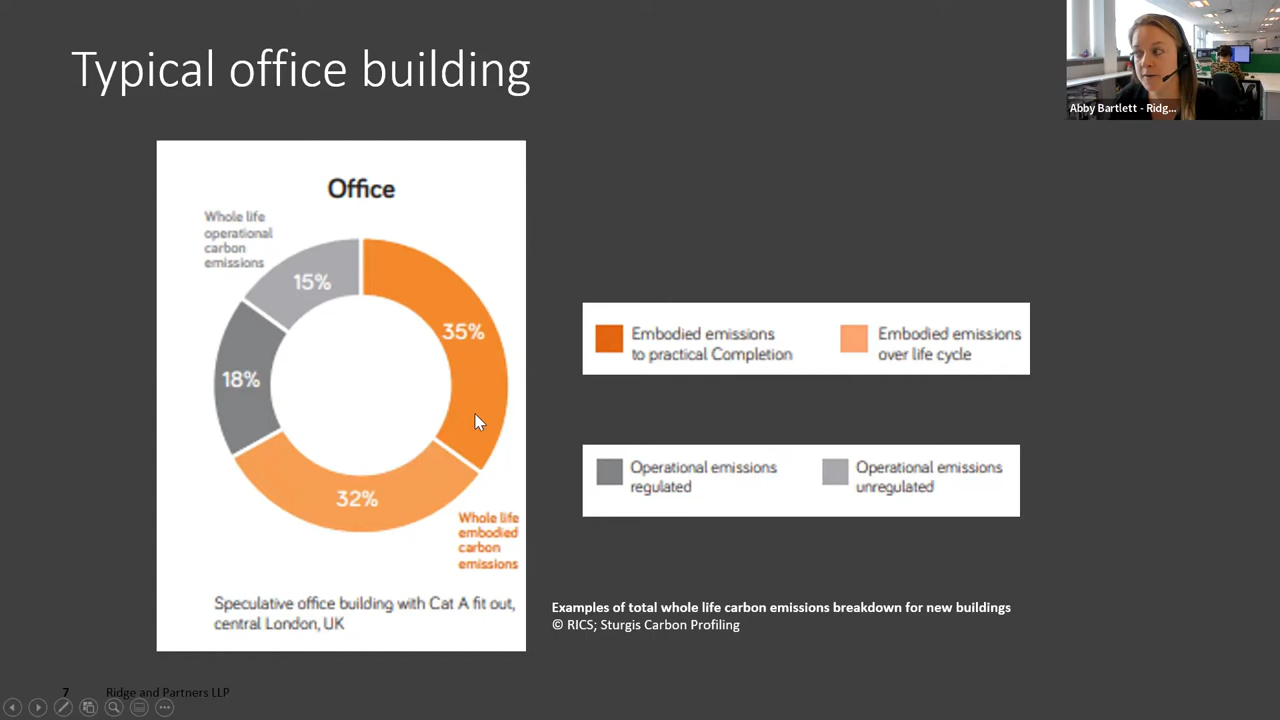 Typical office building
Abby Bartlett - Ridg...
Office
Whole life
operational
carbon
emissions
15%
35%
18%
32%
Whole life
embodied
carbon
emissions
Speculative office building with Cat A fit out,
central London, UK
Embodied emissions
to practical Completion
Embodied emissions
over life cycle
Operational emissions
regulated
Operational emissions
unregulated
Examples of total whole life carbon emissions breakdown for new buildings
© RICS; Sturgis Carbon Profiling
7 Ridge and Partners LLP